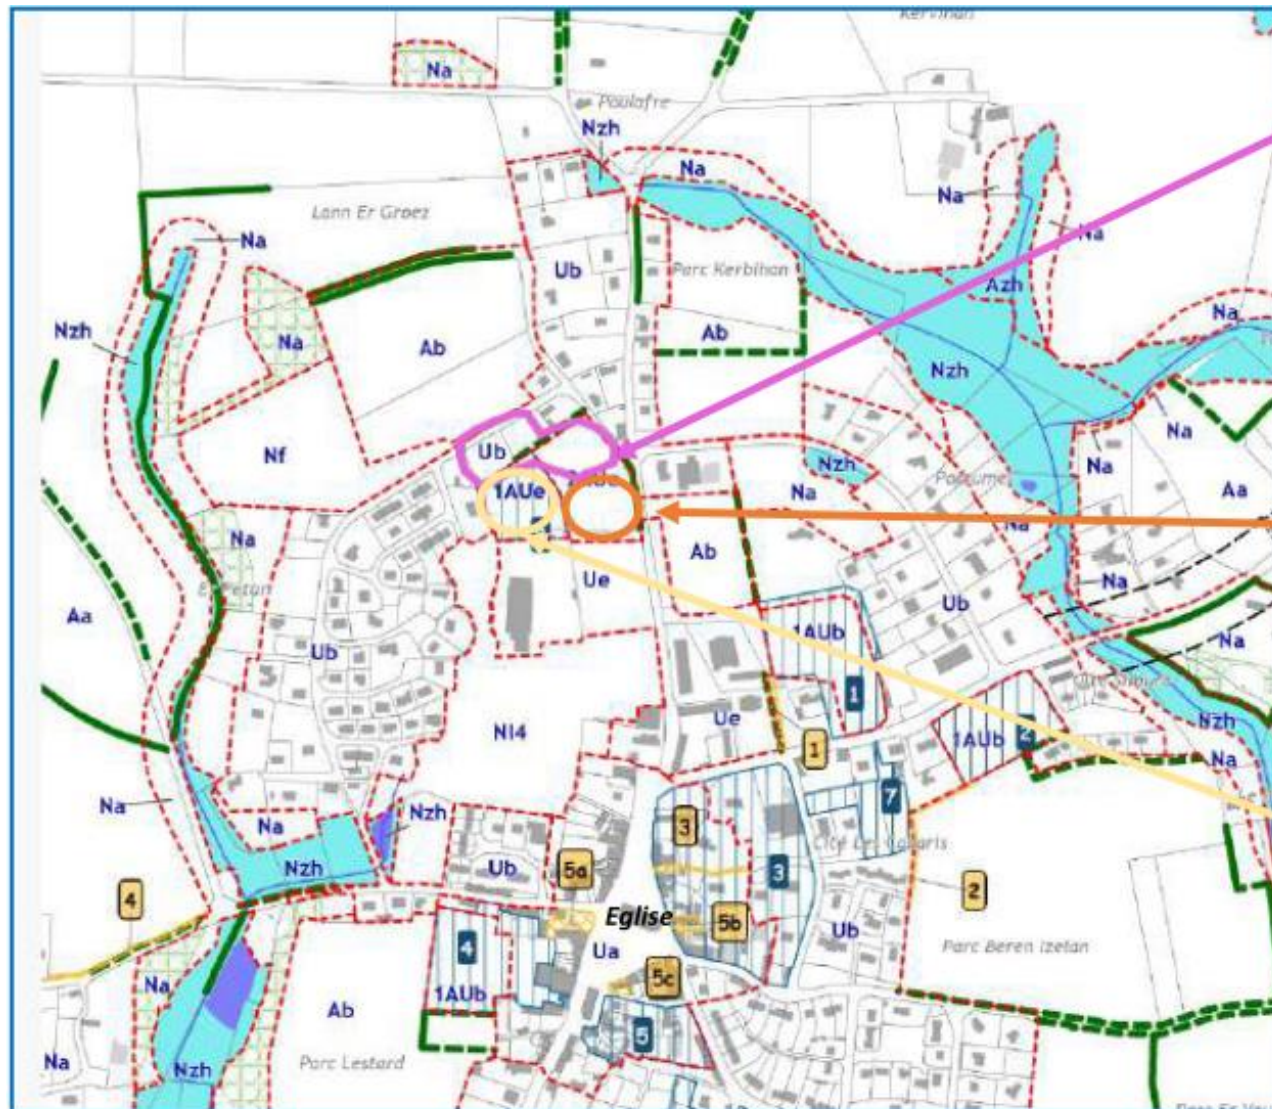 Kervinan
Na
Poulafre
Nzh
Na
Na
Na
Lann Er Groez
Na
Ub
Parc Kerbihan
Azh
Na
Nzh
Na
Ab
Ab
Nzh
Nf
Ub
1AUe
Nzh
Na
Na
Na
Aa
Na
Na
Ab
Na
Aa
Ue
Ub
Ub
1AUb
Na
1
Nl4
Ue
1AUb
2
Nzh
Na
1
Na
Na
Nzh
7
3
Nzh
Ub
5a
3
2
4
Eglise
5b
Ub
Ua
4
Parc Beren Izetan
Na
1AUb
5c
Ab
5
Na
Nzh
Parc Lestard